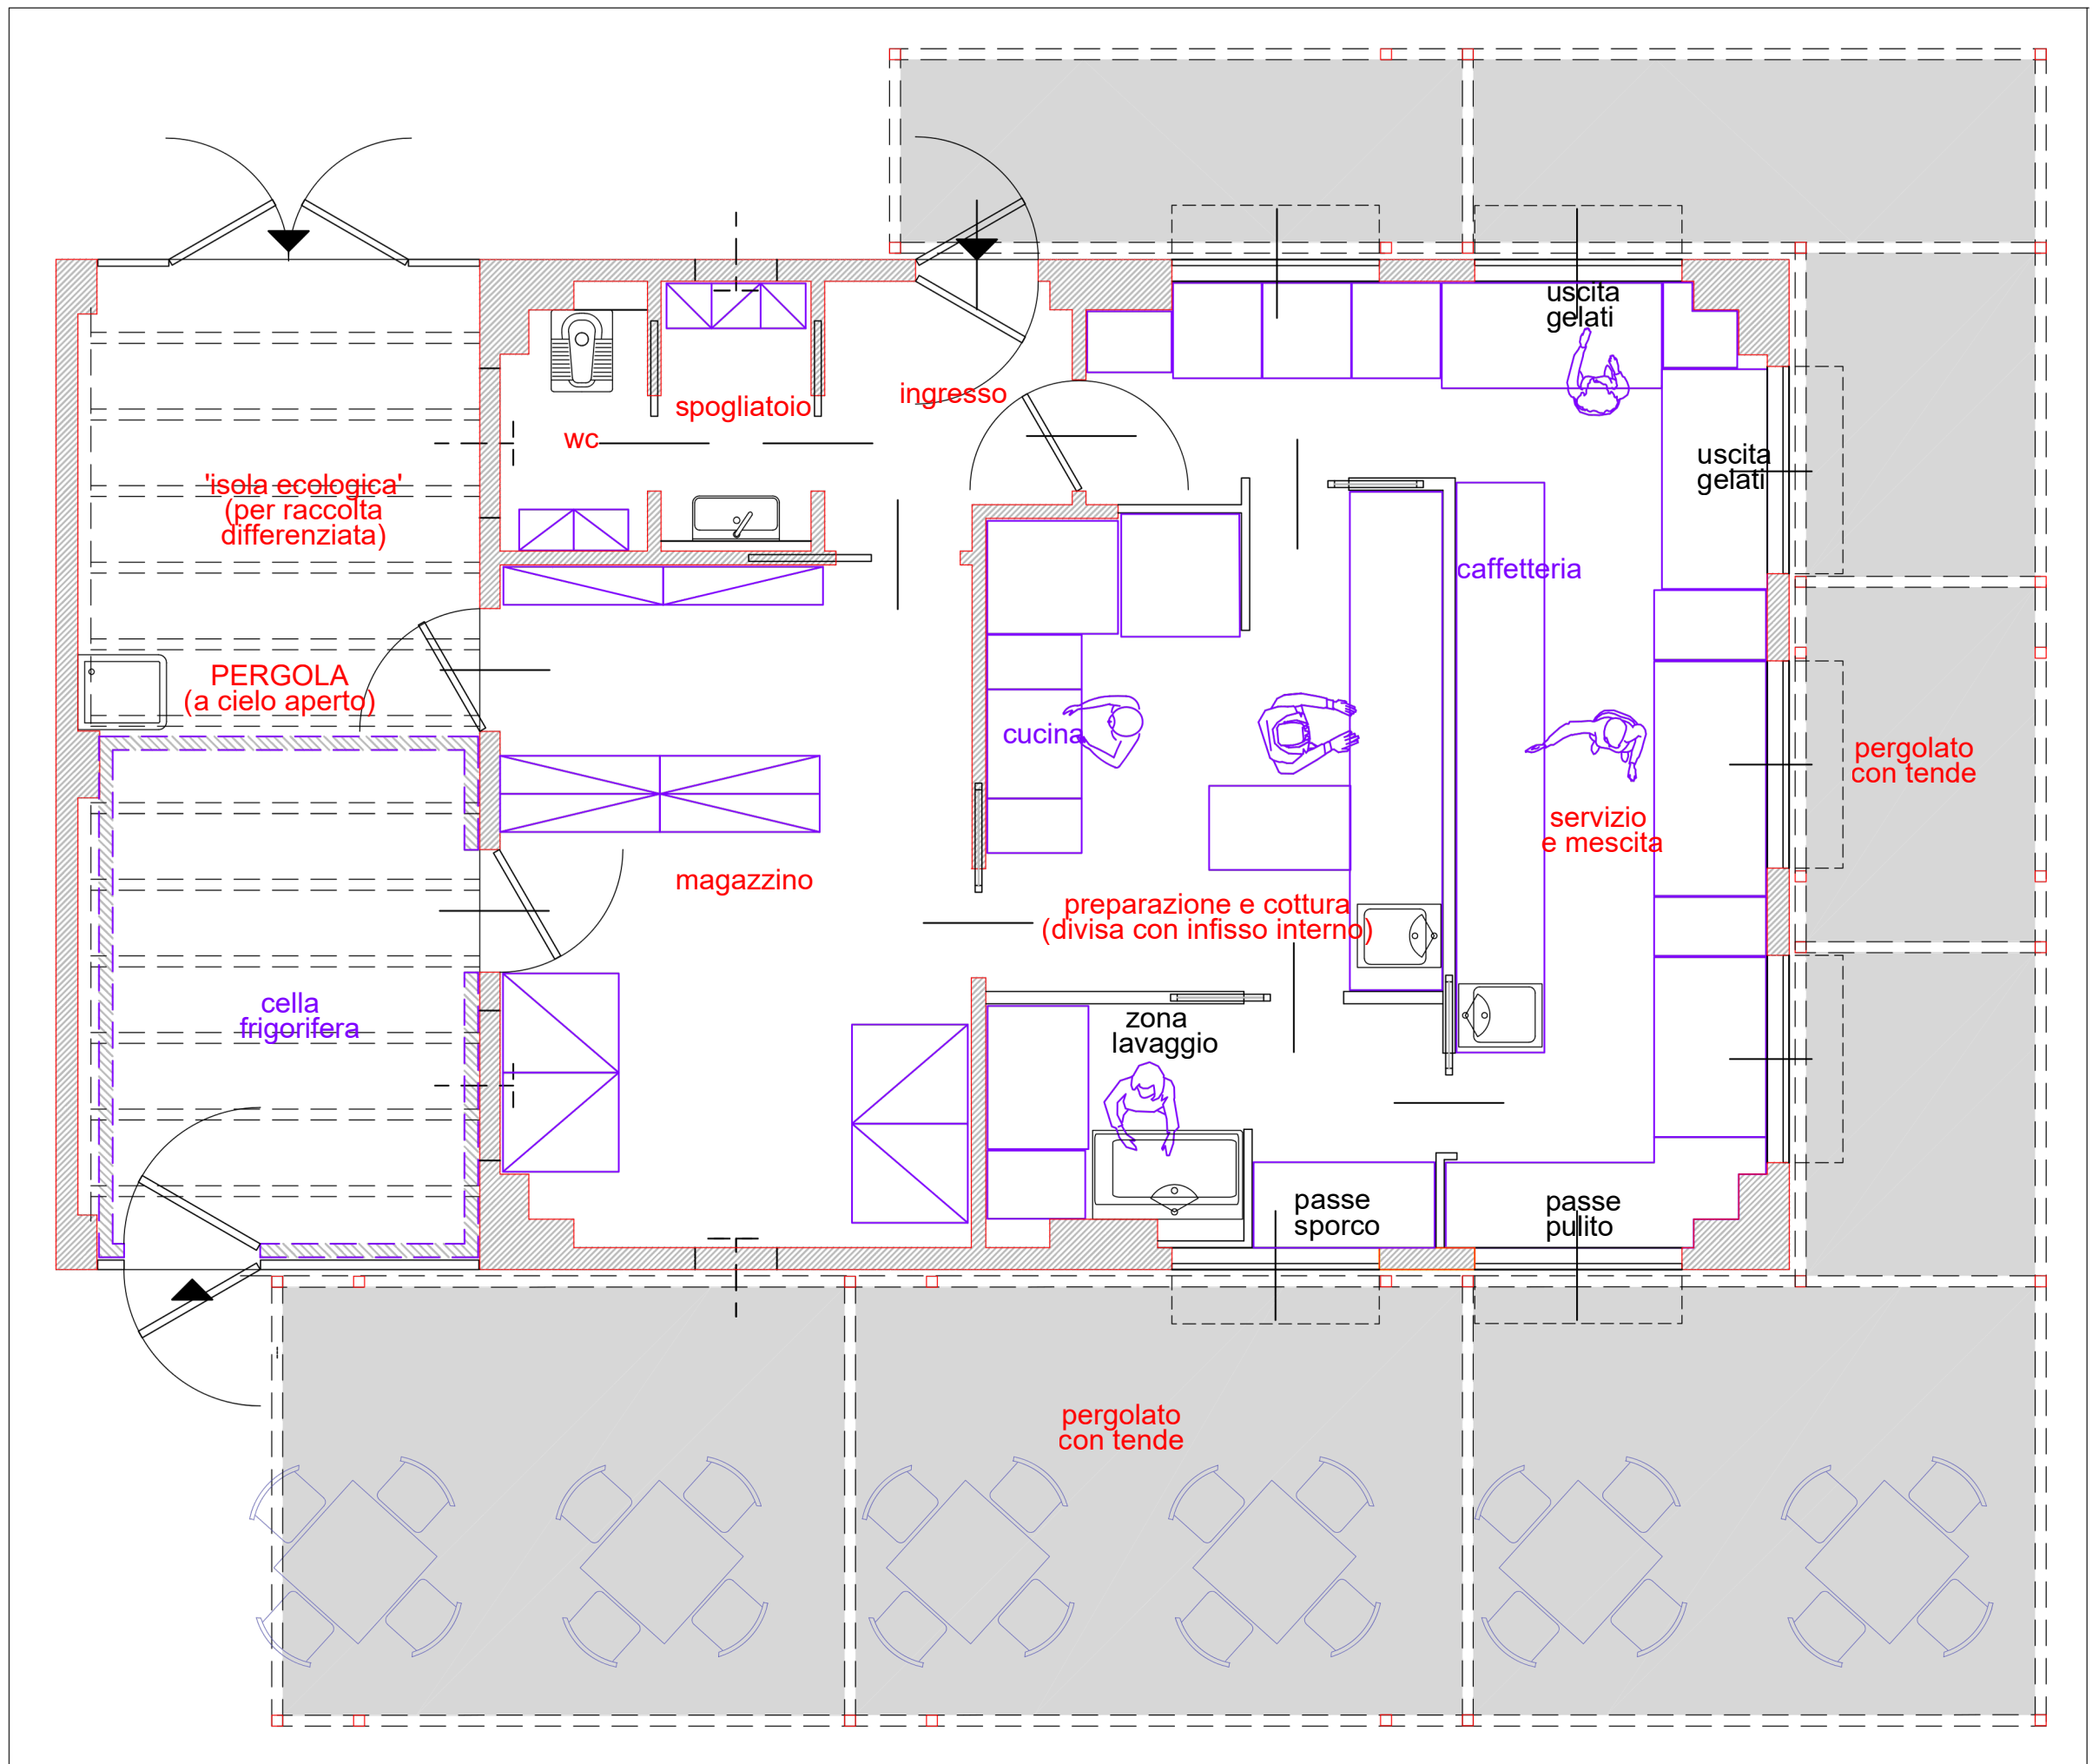 uscita
gelati
ingresso
spogliatoio
wc
uscita
gelati
'isola ecologica'
(per raccolta
differenziata)
caffetteria
PERGOLA
(a cielo aperto)
cucina
pergolato
con tende
servizio
e mescita
magazzino
preparazione e cottura
(divisa con infisso interno)
cella
frigorifera
zona
lavaggio
passe
sporco
passe
pulito
pergolato
con tende